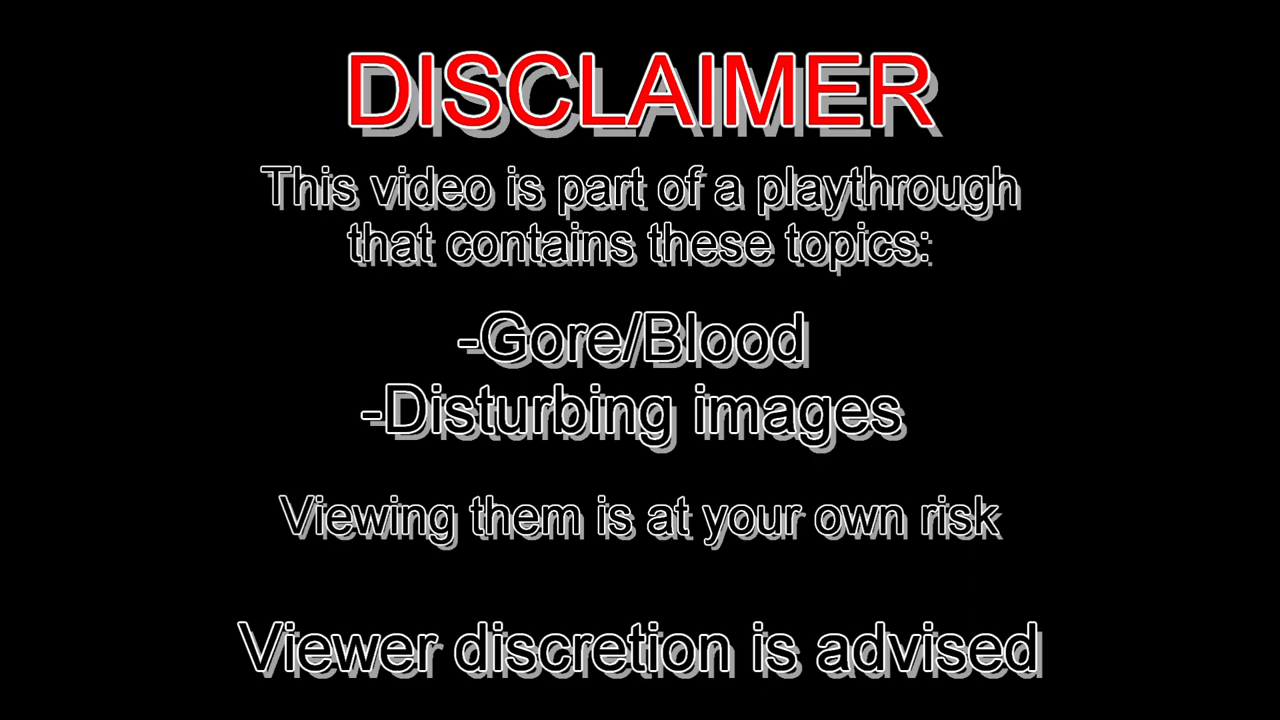 DISCLAIMER
This video is part of a playthrough
that contains these topics:
-Gore/Blood
-Disturbing images
Viewing them is at your own risk
Viewer discretion is advised